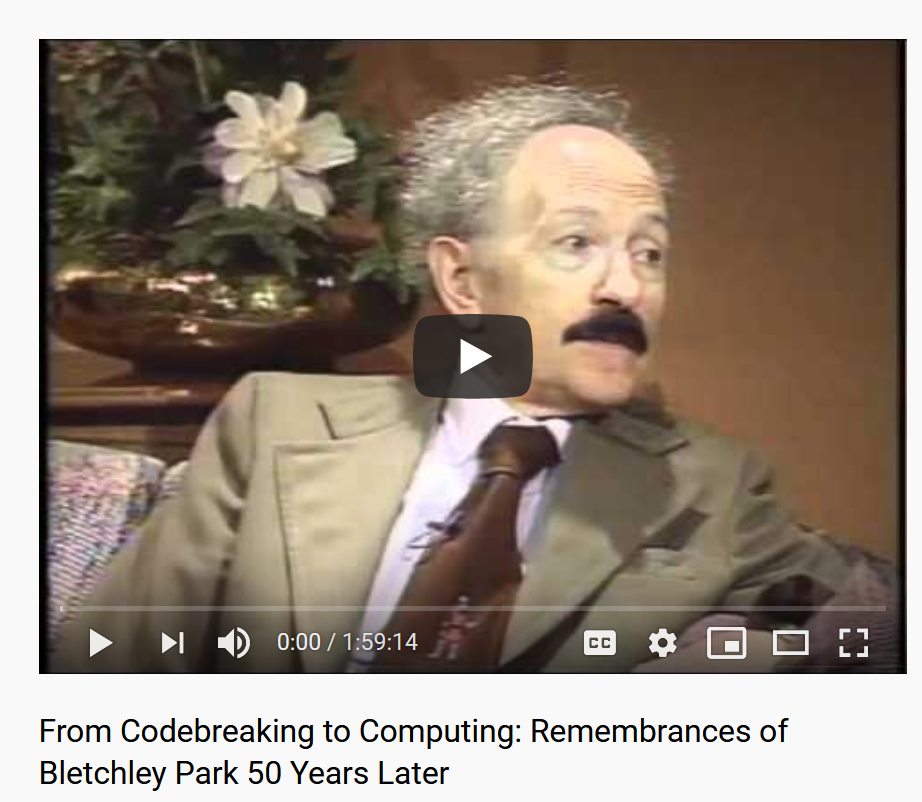 0:00 / 1:59:14
CC
From Codebreaking to Computing: Remembrances of
Bletchley Park 50 Years Later